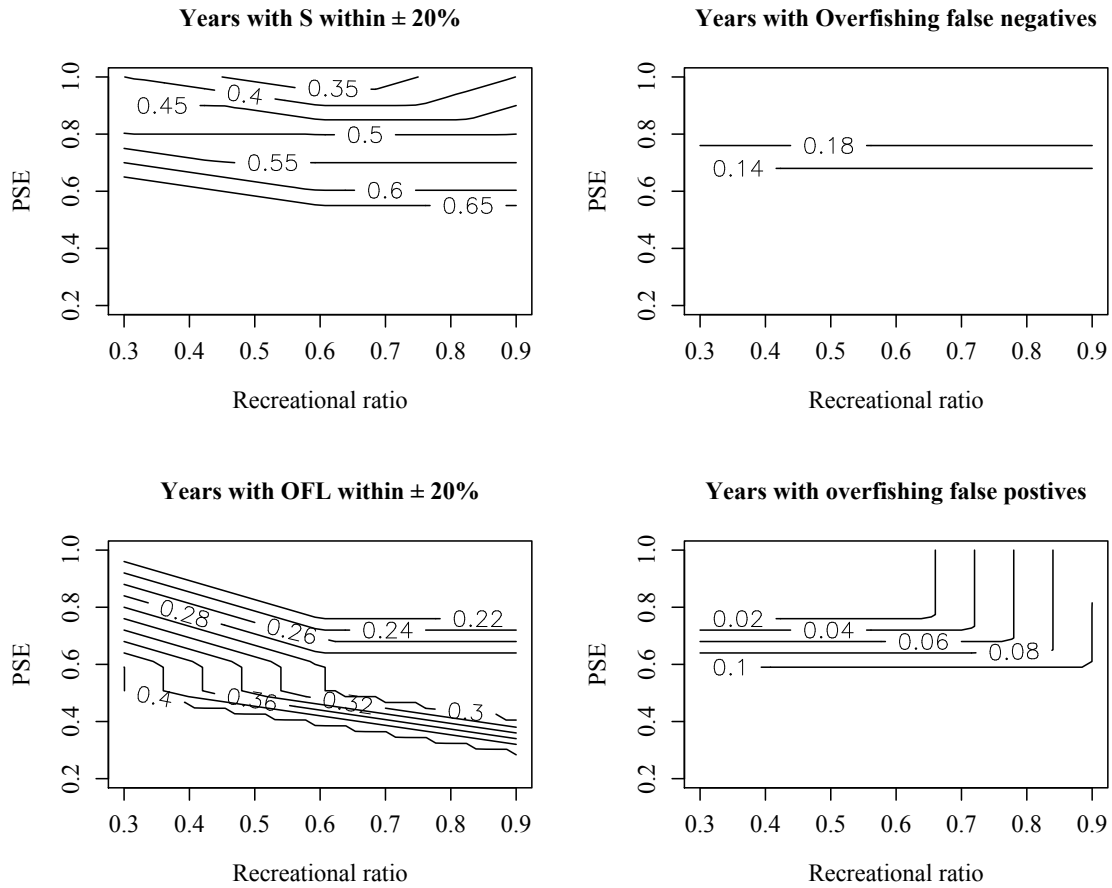 Years with S within ± 20%
PSE
1.0
0.8
0.6
0.4
0.2
0.35
0.4
0.45
0.5
0.55
0.6
0.65
0.3 0.4 0.5 0.6 0.7 0.8 0.9
Recreational ratio
Years with Overfishing false negatives
PSE
1.0
0.8
0.6
0.4
0.2
0.18
0.14
0.3 0.4 0.5 0.6 0.7 0.8 0.9
Recreational ratio
Years with OFL within ± 20%
PSE
1.0
0.8
0.6
0.4
0.2
0.22
0.24
0.26
0.28
0.3
0.32
0.36
0.4
0.3 0.4 0.5 0.6 0.7 0.8 0.9
Recreational ratio
Years with overfishing false postives
PSE
1.0
0.8
0.6
0.4
0.2
0.02
0.04
0.06
0.08
0.1
0.3 0.4 0.5 0.6 0.7 0.8 0.9
Recreational ratio